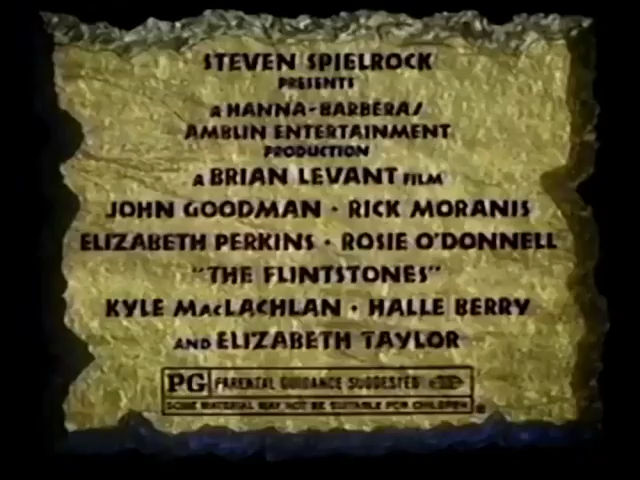 STEVEN SPIELROCK
PRESENTS
A HANNA-BARBERA/
AMBLIN ENTERTAINMENT
PRODUCTION
A BRIAN LEVANT FILM
JOHN GOODMAN · RICK MORANIS
ELIZABETH PERKINS · ROSIE O'DONNELL
"THE FLINTSTONES"
KYLE MACLACHLAN · HALLE BERRY
AND ELIZABETH TAYLOR
PG PARENTAL GUIDANCE SUGGESTED
SOME MATERIAL MAY NOT BE SUITABLE FOR CHILDREN